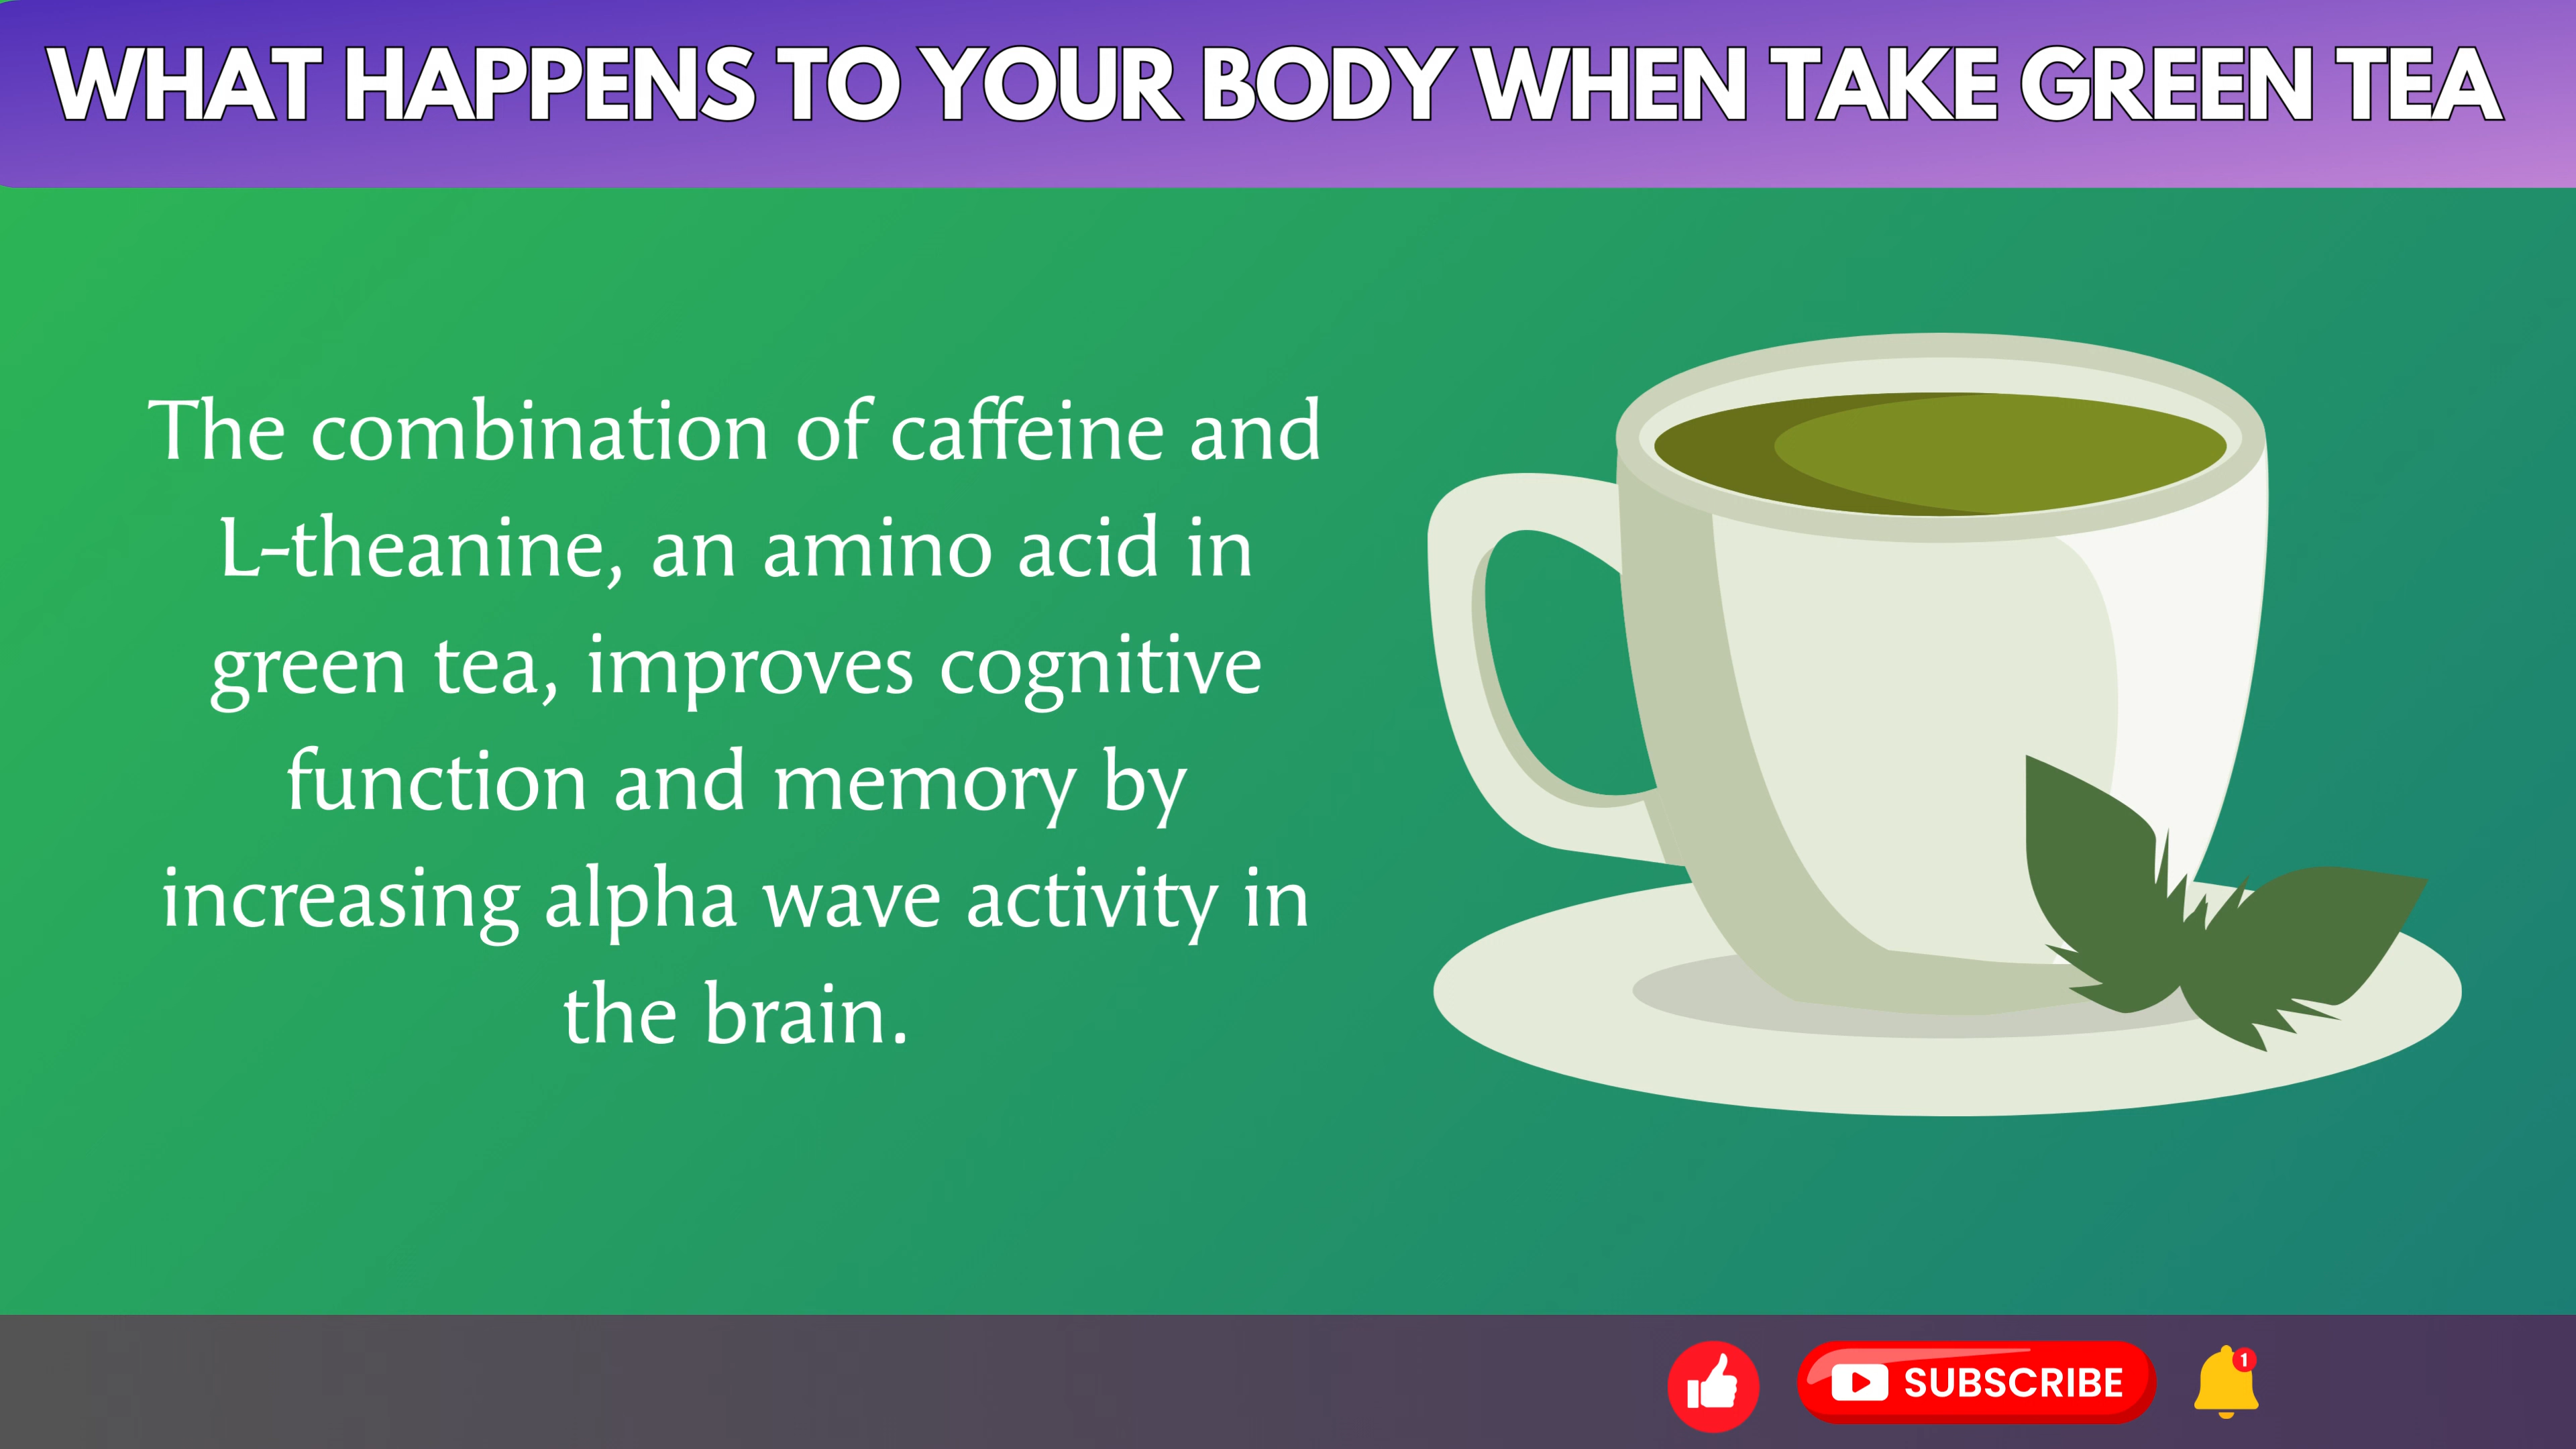 WHAT HAPPENS TO YOUR BODY WHEN TAKE GREEN TEA
The combination of caffeine and
L-theanine, an amino acid in
green tea, improves cognitive
function and memory by
increasing alpha wave activity in
the brain.
SUBSCRIBE
1